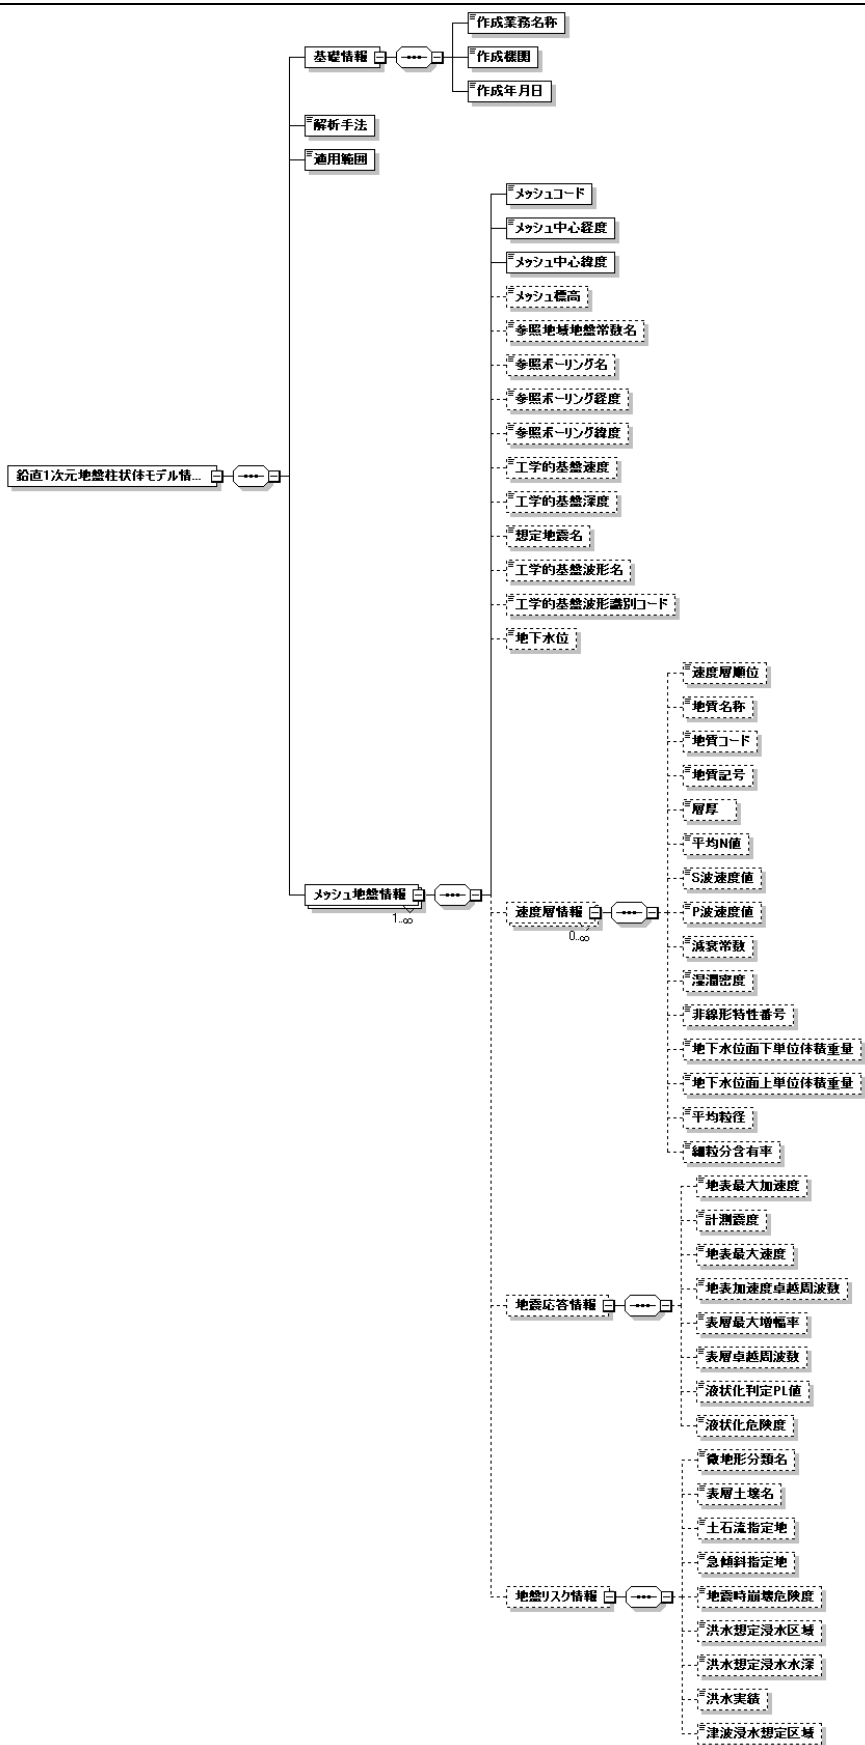 作成業務名称
基礎情報
作成機関
作成年月日
解析手法
適用範囲
メッシュコード
メッシュ中心経度
メッシュ中心緯度
メッシュ標高
参照地域地盤常数名
参照ボーリング名
参照ボーリング経度
参照ボーリング緯度
工学的基盤速度
鉛直1次元地盤柱状体モデル情...
工学的基盤深度
想定地震名
工学的基盤波形名
工学的基盤波形識別コード
地下水位
速度層順位
地質名称
地質コード
地質記号
層厚
平均N値
S波速度値
メッシュ地盤情報
1..∞
速度層情報
0..∞
P波速度値
減衰常数
湿潤密度
非線形特性番号
地下水位面下単位体積重量
地下水位面上単位体積重量
平均粒径
細粒分含有率
地表最大加速度
計測震度
地表最大速度
地表加速度卓越周波数
地震応答情報
表層最大増幅率
表層卓越周波数
液状化判定PL値
液状化危険度
微地形分類名
表層土壌名
土石流指定地
急傾斜指定地
地盤リスク情報
地震時崩壊危険度
洪水想定浸水区域
洪水想定浸水水深
洪水実績
津波浸水想定区域